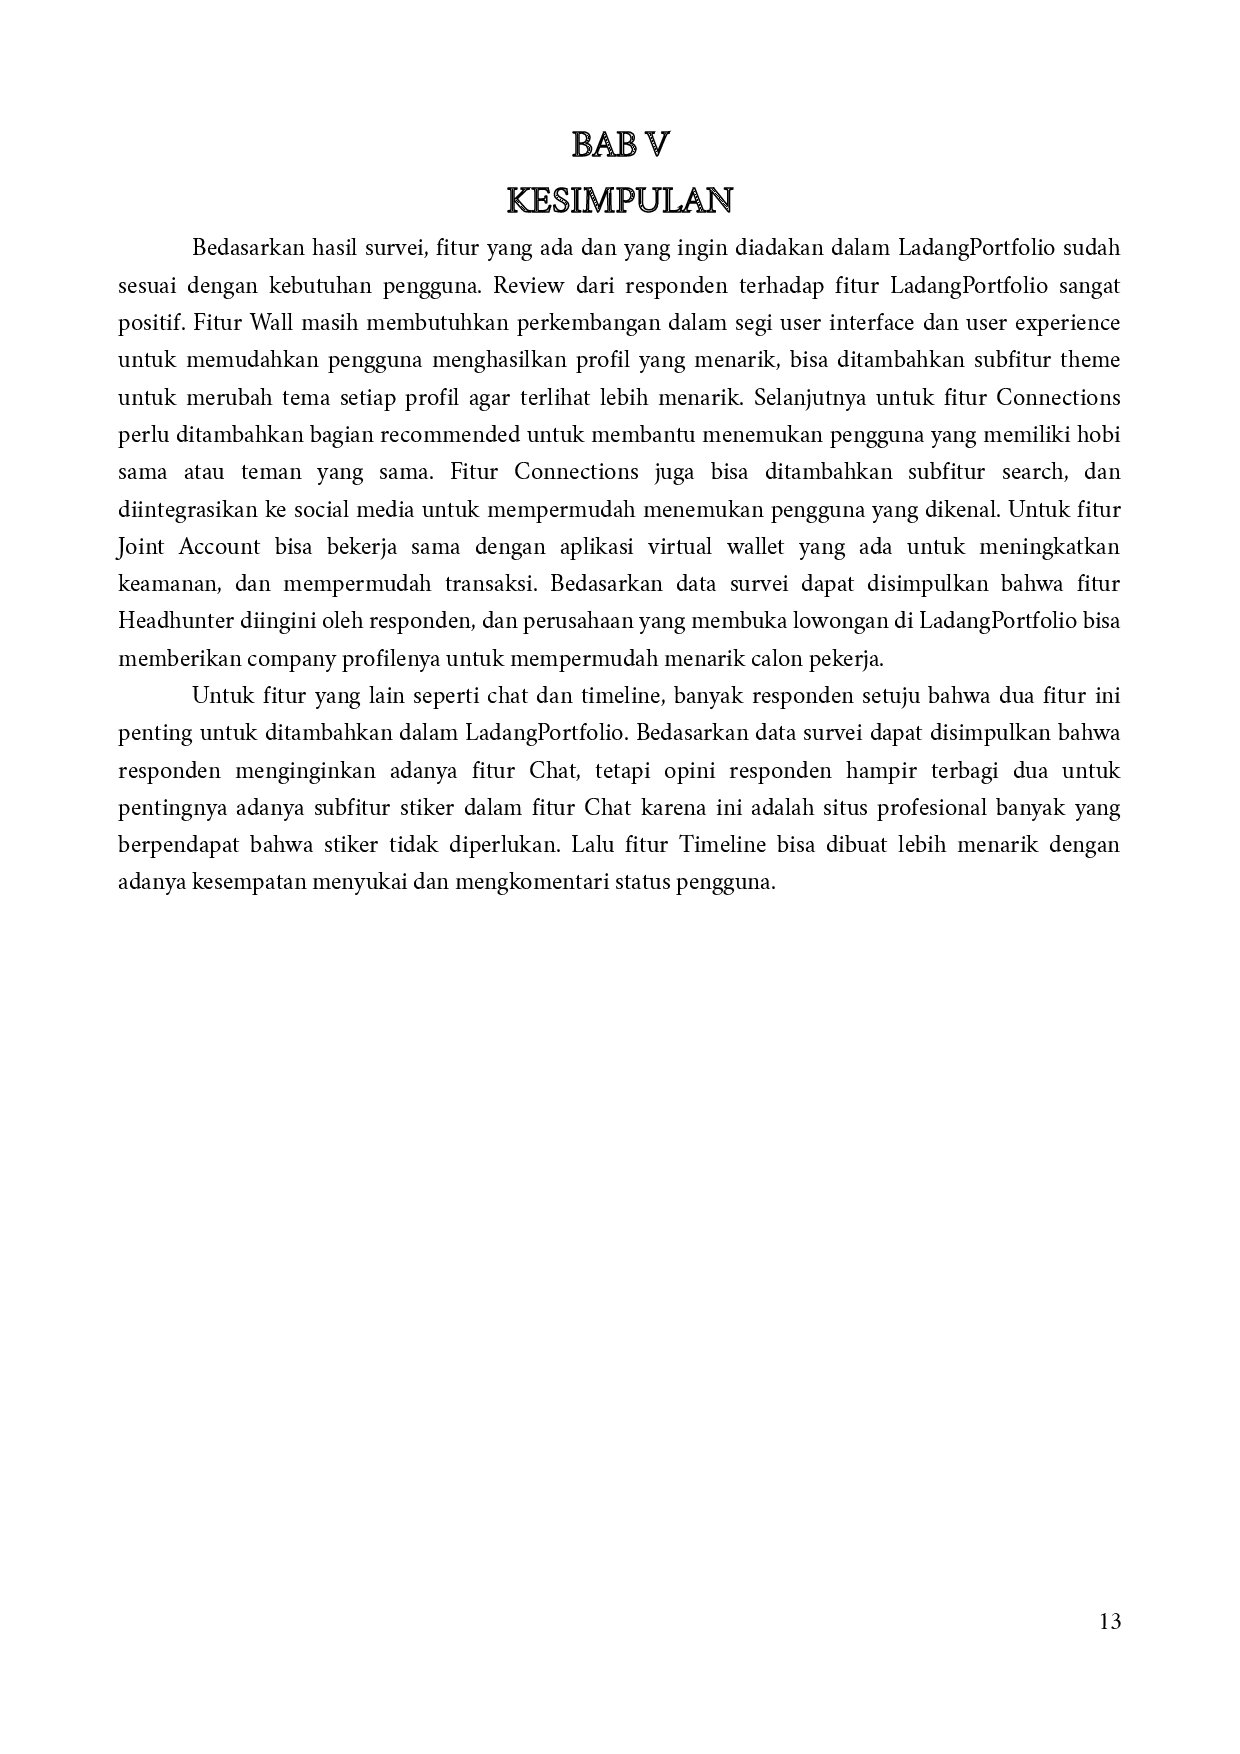 BAB V
KESIMPULAN
Bedasarkan hasil survei, fitur yang ada dan yang ingin diadakan dalam LadangPortfolio sudah
sesuai dengan kebutuhan pengguna. Review dari responden terhadap fitur LadangPortfolio sangat
positif. Fitur Wall masih membutuhkan perkembangan dalam segi user interface dan user experience
untuk memudahkan pengguna menghasilkan profil yang menarik, bisa ditambahkan subfitur theme
untuk merubah tema setiap profil agar terlihat lebih menarik. Selanjutnya untuk fitur Connections
perlu ditambahkan bagian recommended untuk membantu menemukan pengguna yang memiliki hobi
sama atau teman yang sama. Fitur Connections juga bisa ditambahkan subfitur search, dan
diintegrasikan ke social media untuk mempermudah menemukan pengguna yang dikenal. Untuk fitur
Joint Account bisa bekerja sama dengan aplikasi virtual wallet yang ada untuk meningkatkan
keamanan, dan mempermudah transaksi. Bedasarkan data survei dapat disimpulkan bahwa fitur
Headhunter diingini oleh responden, dan perusahaan yang membuka lowongan di LadangPortfolio bisa
memberikan company profilenya untuk mempermudah menarik calon pekerja.
Untuk fitur yang lain seperti chat dan timeline, banyak responden setuju bahwa dua fitur ini
penting untuk ditambahkan dalam LadangPortfolio. Bedasarkan data survei dapat disimpulkan bahwa
responden menginginkan adanya fitur Chat, tetapi opini responden hampir terbagi dua untuk
pentingnya adanya subfitur stiker dalam fitur Chat karena ini adalah situs profesional banyak yang
berpendapat bahwa stiker tidak diperlukan. Lalu fitur Timeline bisa dibuat lebih menarik dengan
adanya kesempatan menyukai dan mengkomentari status pengguna.
13